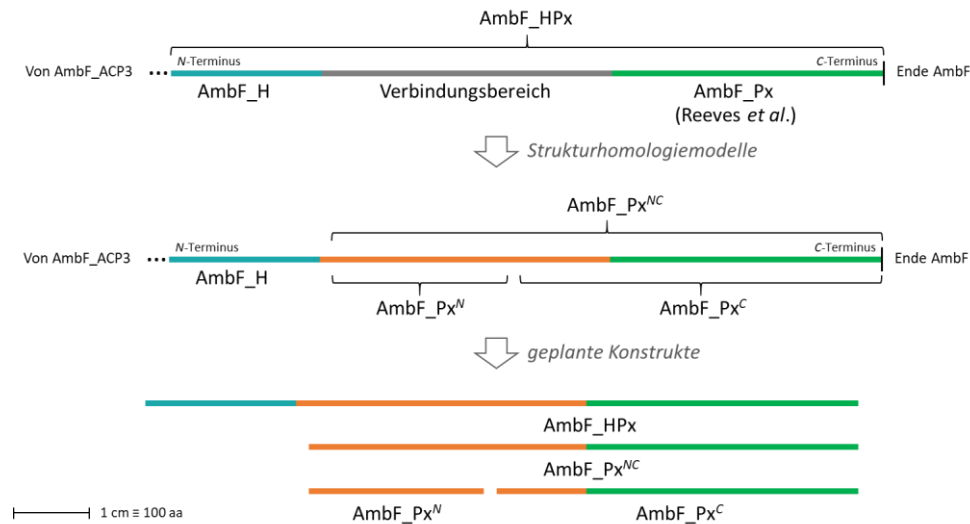 AmbF_HPx
N-Terminus
C-Terminus
Von AmbF_ACP3 ••• Ende AmbF
AmbF_H Verbindungsbereich AmbF_Px
(Reeves et al.)
Strukturhomologiemodelle
AmbF_Px^NC
N-Terminus
C-Terminus
Von AmbF_ACP3 ••• Ende AmbF
AmbF_H
AmbF_Px^N AmbF_Px^C
geplante Konstrukte
AmbF_HPx
AmbF_Px^NC
AmbF_Px^N AmbF_Px^C
1 cm ≡ 100 aa